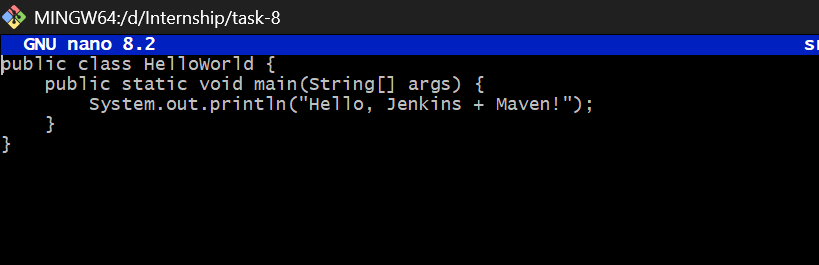 MINGW64:/d/Internship/task-8
GNU nano 8.2
public class HelloWorld {
    public static void main(String[] args) {
        System.out.println("Hello, Jenkins + Maven!");
    }
}